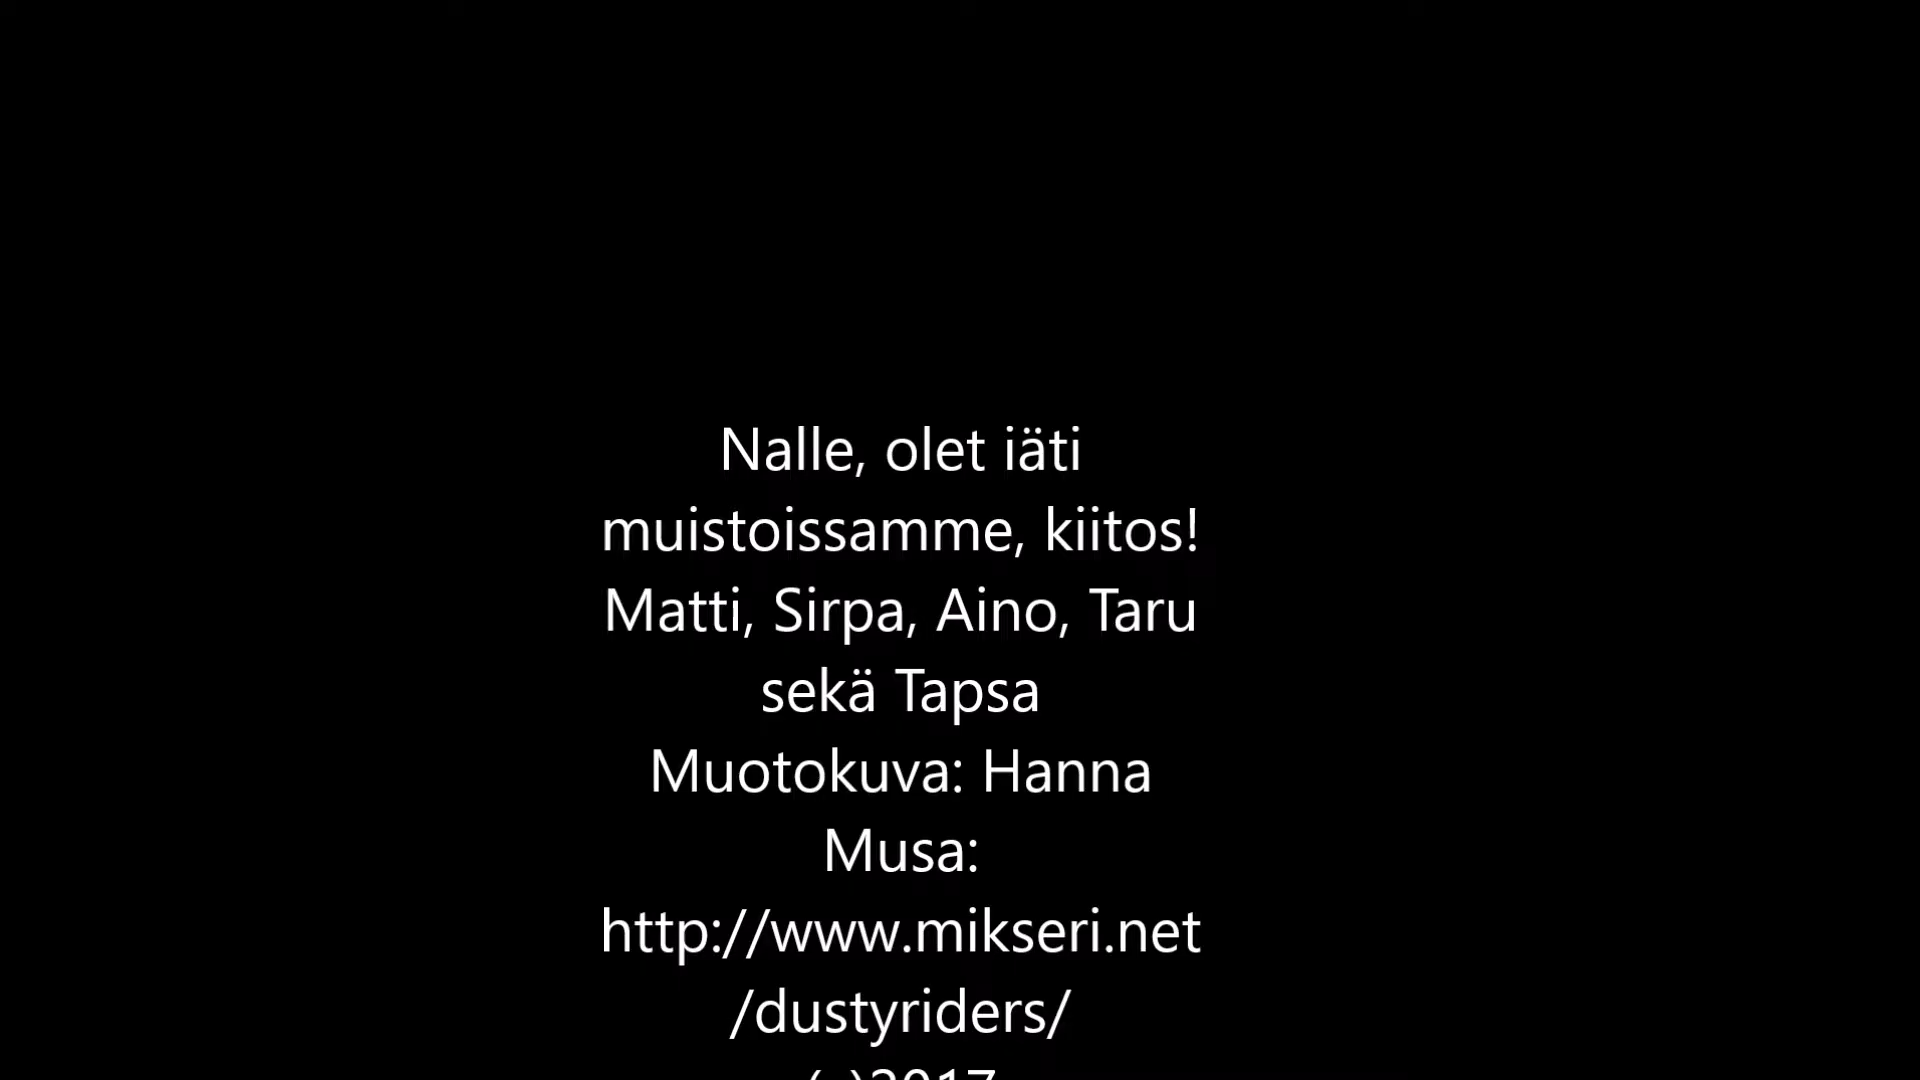 Nalle, olet iäti
muistoissamme, kiitos!
Matti, Sirpa, Aino, Taru
sekä Tapsa
Muotokuva: Hanna
Musa:
http://www.mikseri.net
/dustyriders/